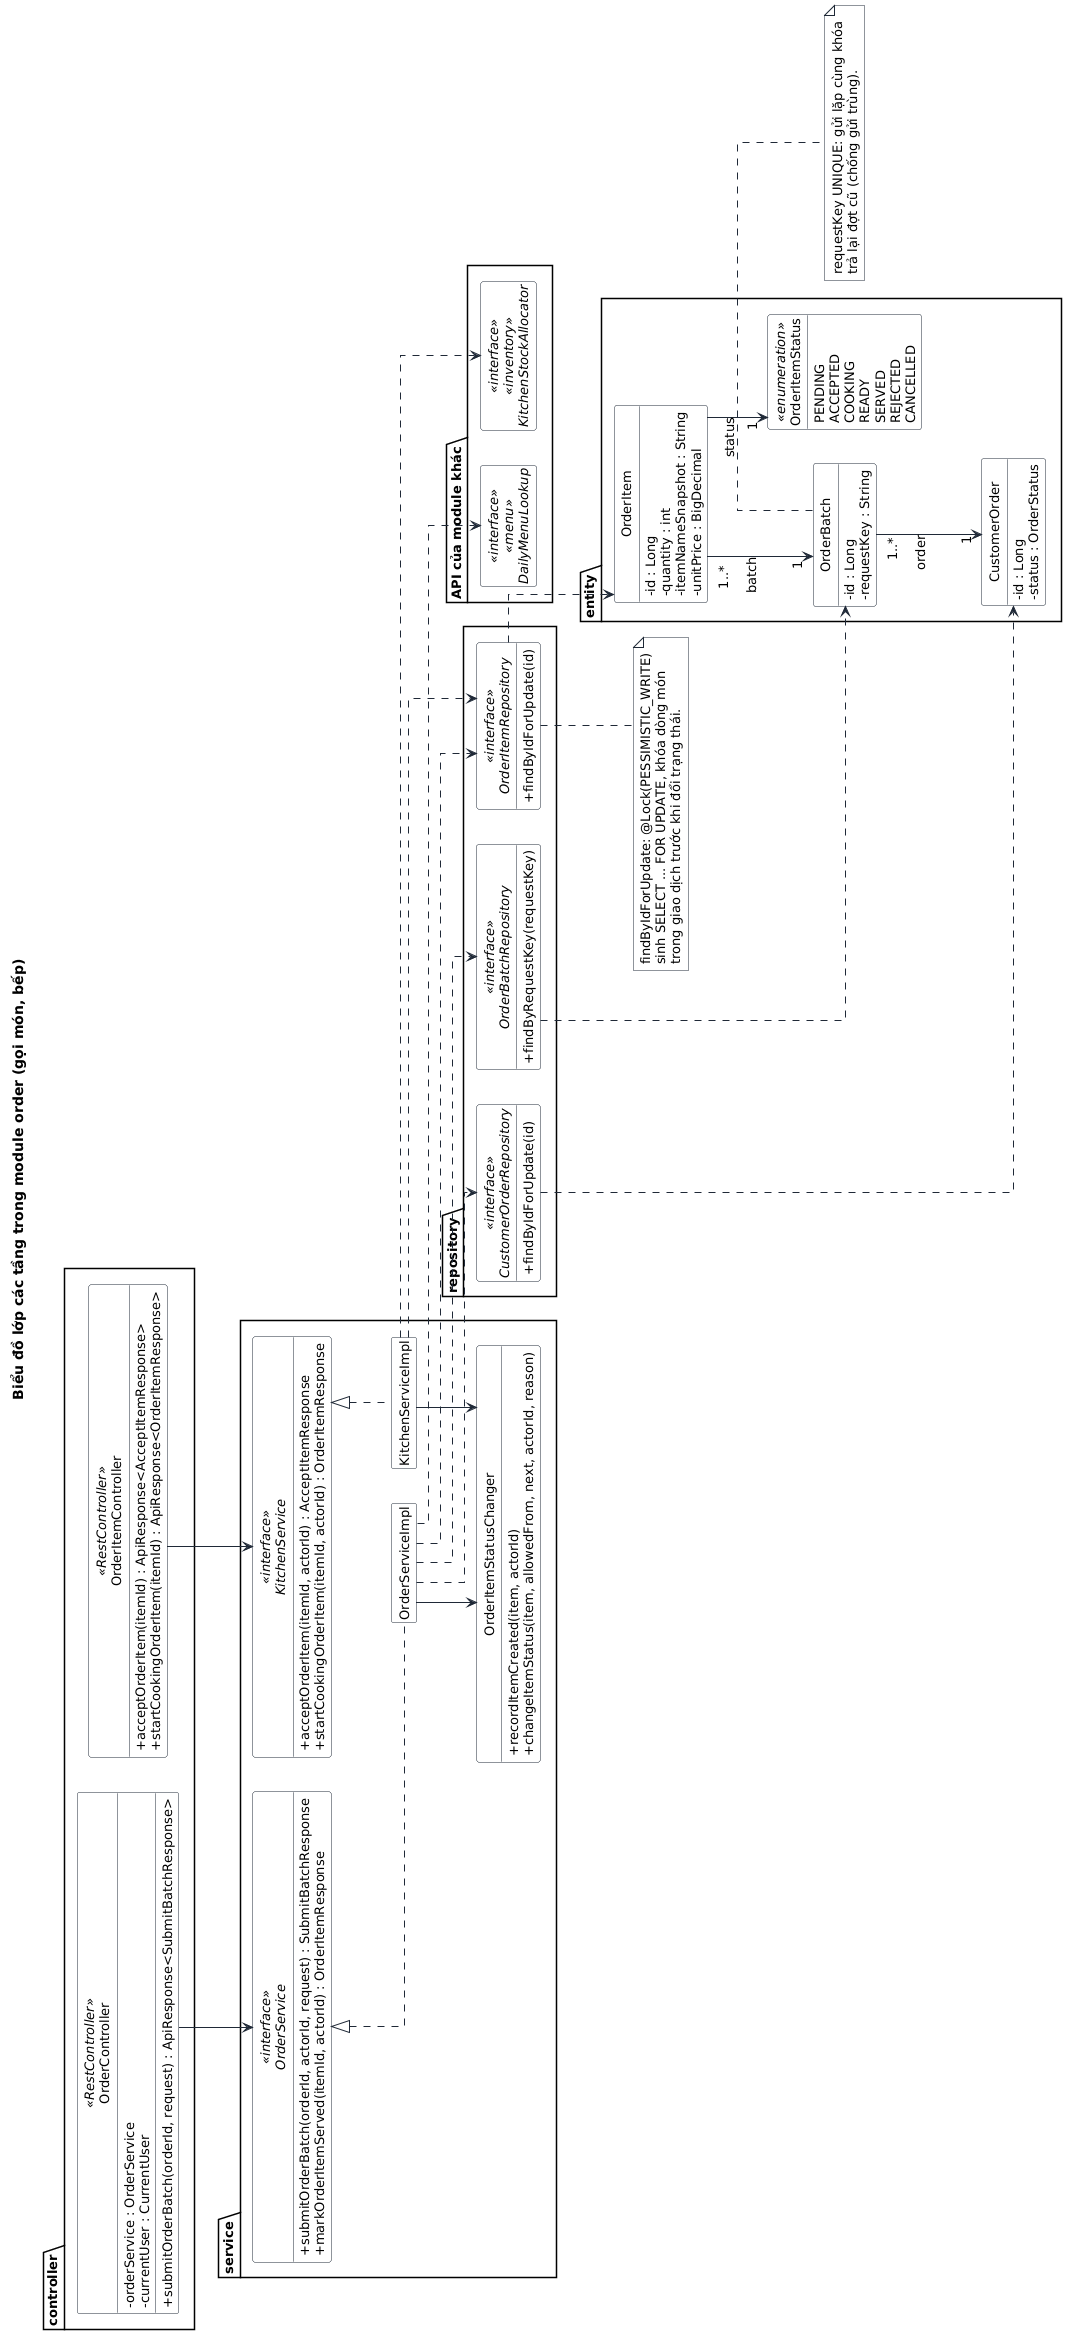 Biểu đồ lớp các tầng trong module order (gọi món, bếp)
controller
«RestController»
OrderController
-orderService : OrderService
-currentUser : CurrentUser
+submitOrderBatch(orderId, request) : ApiResponse<SubmitBatchResponse>
«RestController»
OrderItemController
+acceptOrderItem(itemId) : ApiResponse<AcceptItemResponse>
+startCookingOrderItem(itemId) : ApiResponse<OrderItemResponse>
service
«interface»
OrderService
+submitOrderBatch(orderId, actorId, request) : SubmitBatchResponse
+markOrderItemServed(itemId, actorId) : OrderItemResponse
«interface»
KitchenService
+acceptOrderItem(itemId, actorId) : AcceptItemResponse
+startCookingOrderItem(itemId, actorId) : OrderItemResponse
OrderServiceImpl
KitchenServiceImpl
OrderItemStatusChanger
+recordItemCreated(item, actorId)
+changeItemStatus(item, allowedFrom, next, actorId, reason)
repository
«interface»
CustomerOrderRepository
+findByIdForUpdate(id)
«interface»
OrderBatchRepository
+findByRequestKey(requestKey)
«interface»
OrderItemRepository
+findByIdForUpdate(id)
API của module khác
«interface»
«menu»
DailyMenuLookup
«interface»
«inventory»
KitchenStockAllocator
findByIdForUpdate: @Lock(PESSIMISTIC_WRITE)
sinh SELECT ... FOR UPDATE, khóa dòng món
trong giao dịch trước khi đổi trạng thái.
entity
OrderItem
-id : Long
-quantity : int
-itemNameSnapshot : String
-unitPrice : BigDecimal
1..*
batch
1
status
1
«enumeration»
OrderItemStatus
PENDING
ACCEPTED
COOKING
READY
SERVED
REJECTED
CANCELLED
OrderBatch
-id : Long
-requestKey : String
1..*
order
1
CustomerOrder
-id : Long
-status : OrderStatus
requestKey UNIQUE: gửi lặp cùng khóa
trả lại đợt cũ (chống gửi trùng).